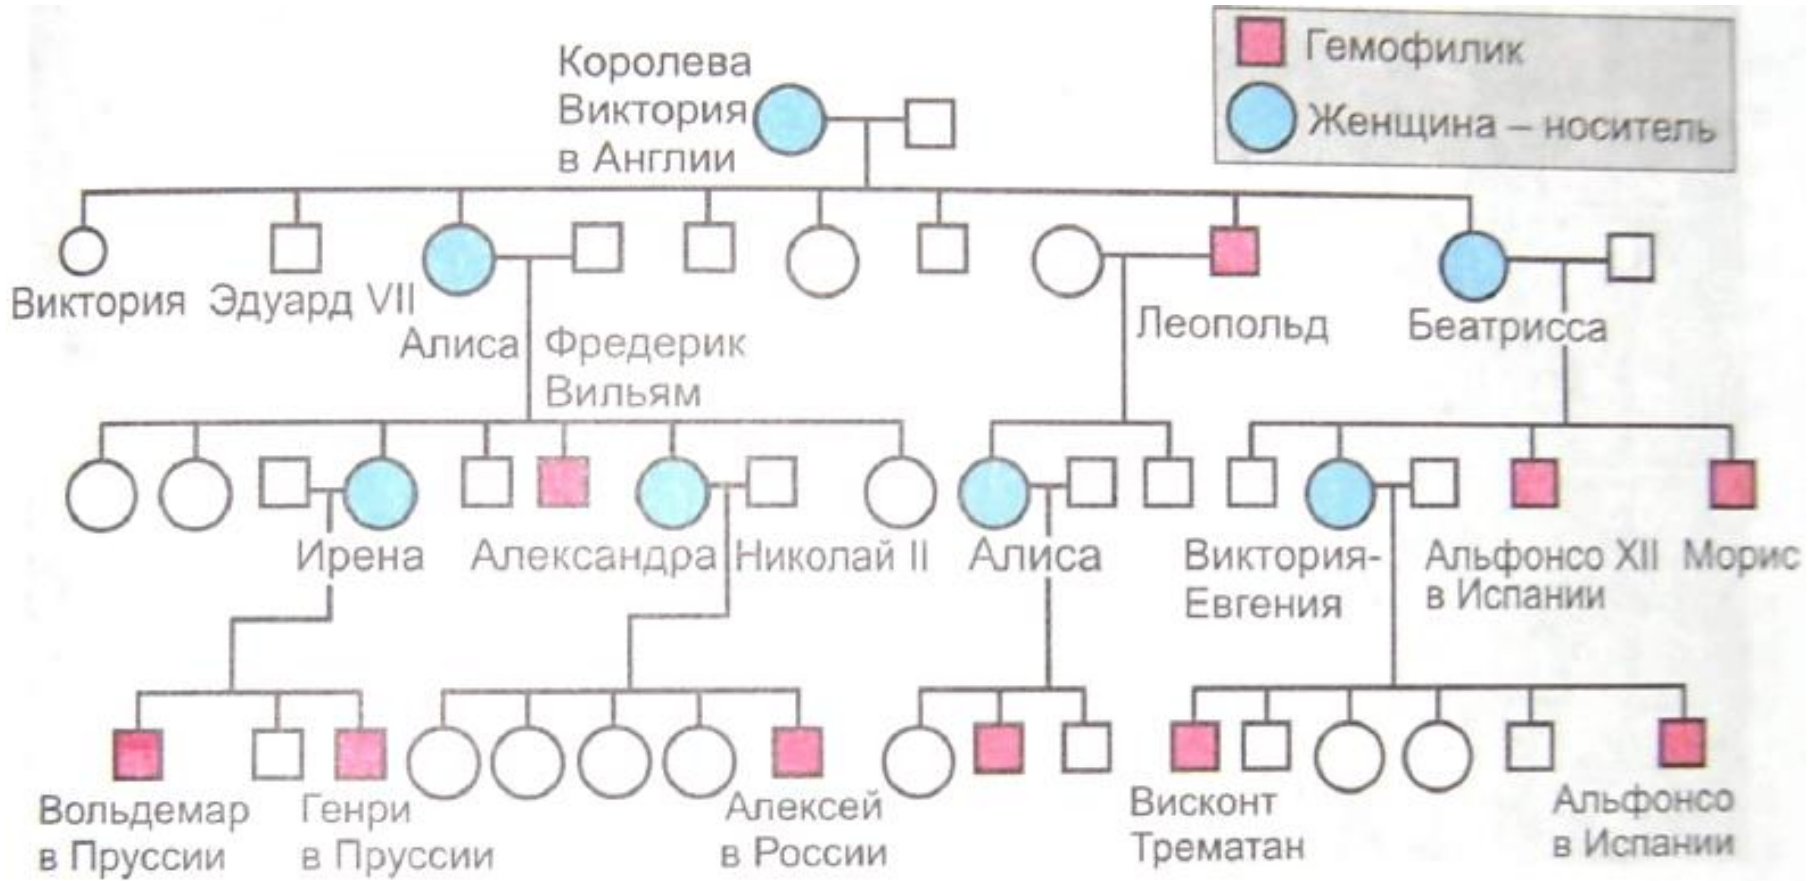 Королева
Виктория
в Англии
Гемофилик
Женщина – носитель
Виктория
Эдуард VII
Алиса
Фредерик
Вильям
Леопольд
Беатрисса
Ирена
Александра
Николай II
Алиса
Виктория-
Евгения
Альфонсо XII
в Испании
Морис
Вольдемар
в Пруссии
Генри
в Пруссии
Алексей
в России
Висконт
Трематан
Альфонсо
в Испании